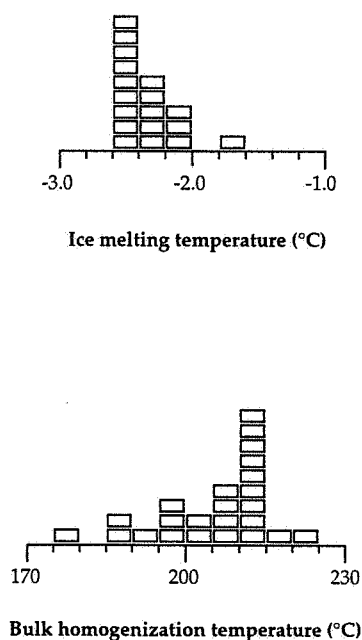 -3.0 -2.0 -1.0
Ice melting temperature (°C)
170 200 230
Bulk homogenization temperature (°C)